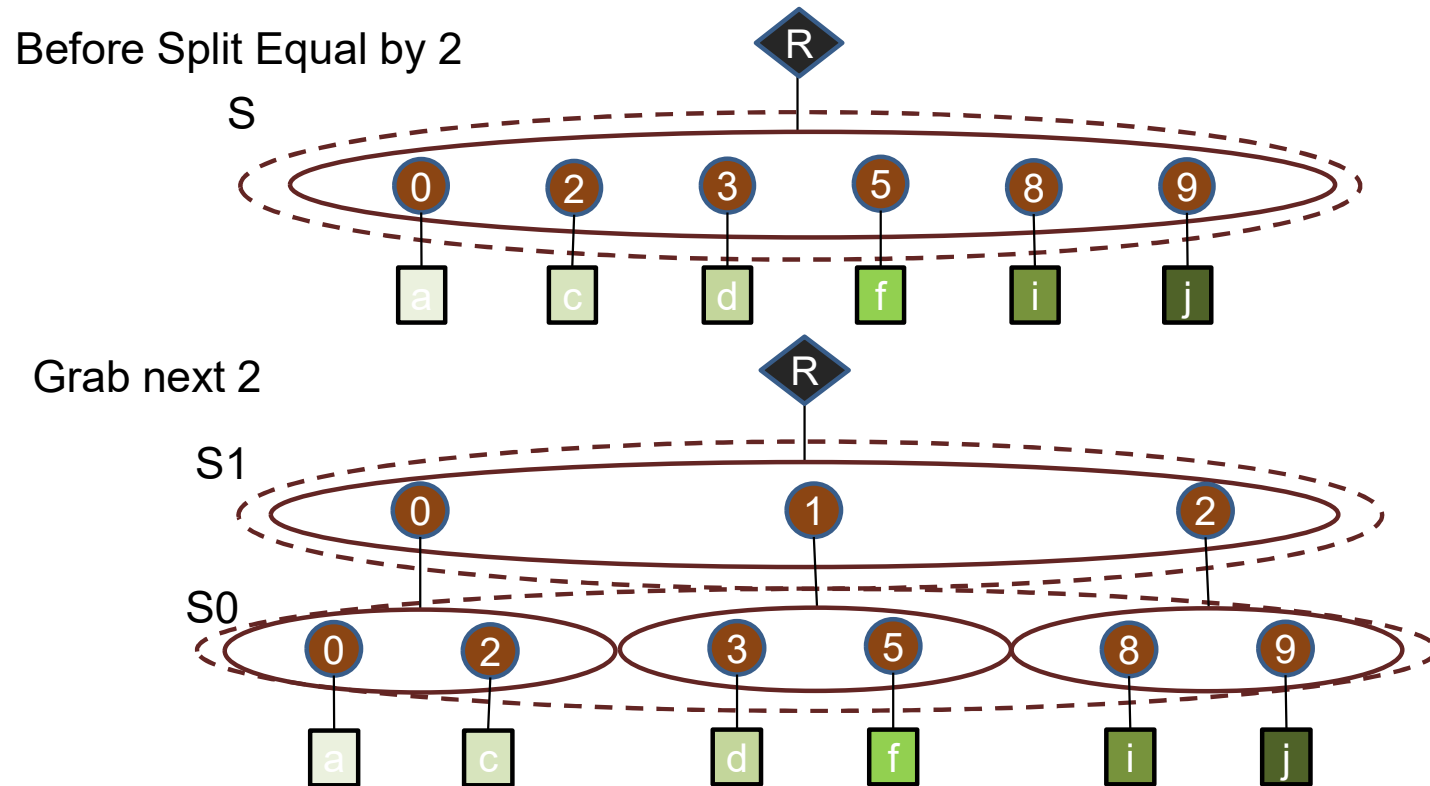 Before Split Equal by 2
R
S
0 2 3 5 8 9
a c d f i j
Grab next 2
R
S1
0 1 2
S0
0 2 3 5 8 9
a c d f i j